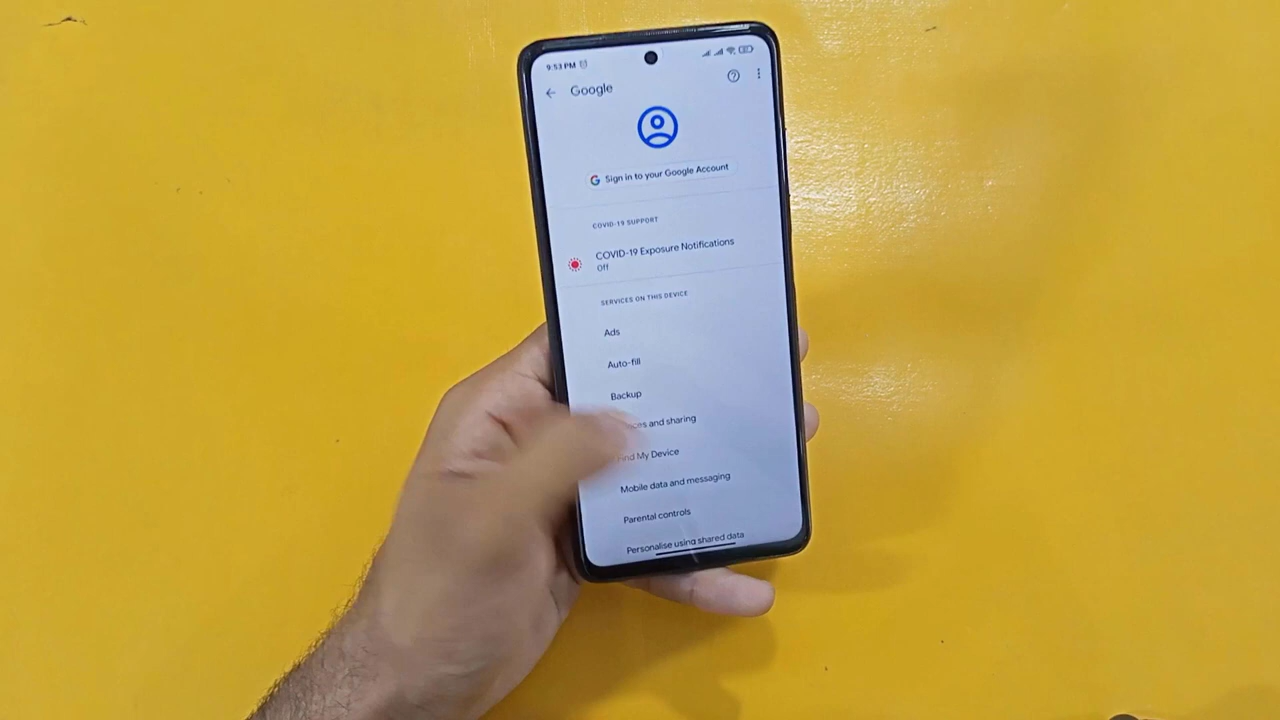 9:53 PM
Google
Sign in to your Google Account
COVID-19 SUPPORT
COVID-19 Exposure Notifications
Off
SERVICES ON THIS DEVICE
Ads
Auto-fill
Backup
and sharing
My Device
Mobile data and messaging
Parental controls
Personalise using shared data